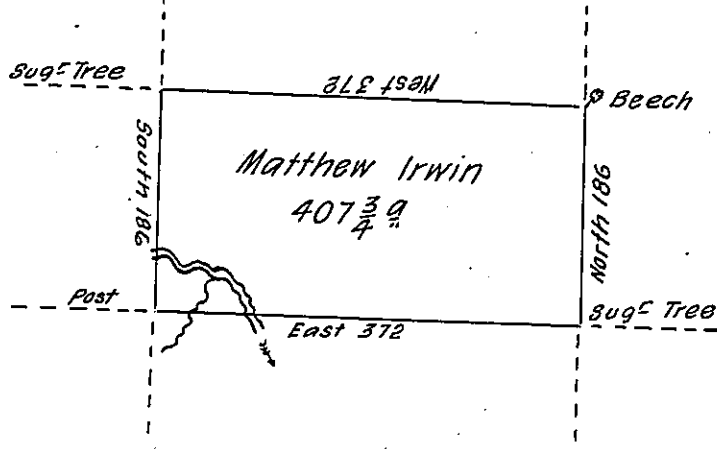 Sugr Tree
West 372
Beech
South 186
Matthew Irwin
407 3/4 a
North 186
Post
East 372
Sugr Tree